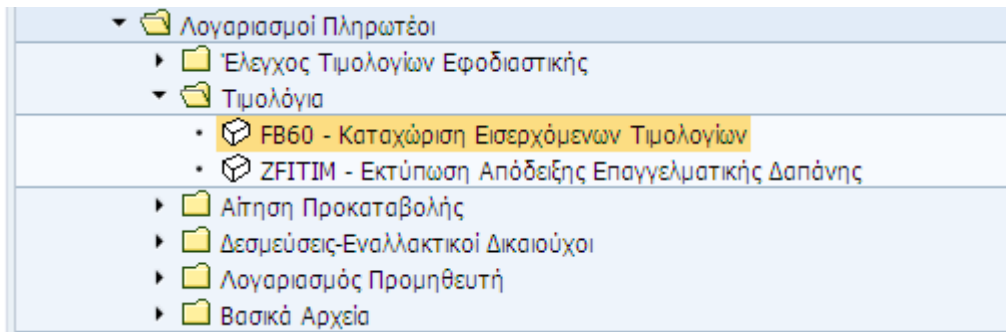 Λογαριασμοί Πληρωτέοι
Έλεγχος Τιμολογίων Εφοδιαστικής
Τιμολόγια
FB60 - Καταχώριση Εισερχόμενων Τιμολογίων
ZFITIM - Εκτύπωση Απόδειξης Επαγγελματικής Δαπάνης
Αίτηση Προκαταβολής
Δεσμεύσεις-Εναλλακτικοί Δικαιούχοι
Λογαριασμός Προμηθευτή
Βασικά Αρχεία